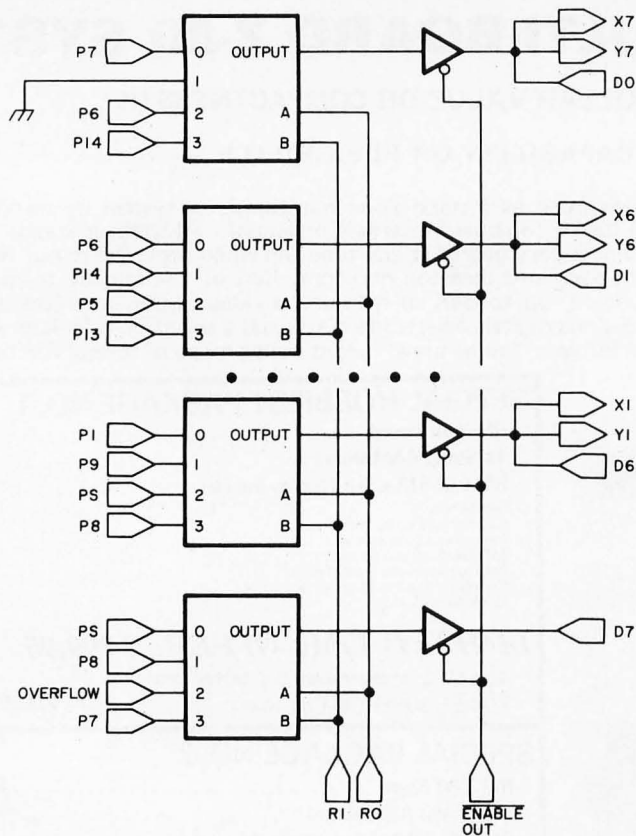 X7
P7 0 OUTPUT Y7
1 D0
P6 2 A
P14 3 B
X6
P6 0 OUTPUT Y6
P14 1 D1
P5 2 A
P13 3 B
X1
P1 0 OUTPUT Y1
P9 1 D6
PS 2 A
P8 3 B
PS 0 OUTPUT D7
P8 1
OVERFLOW 2 A
P7 3 B
R1 R0 ENABLE
OUT